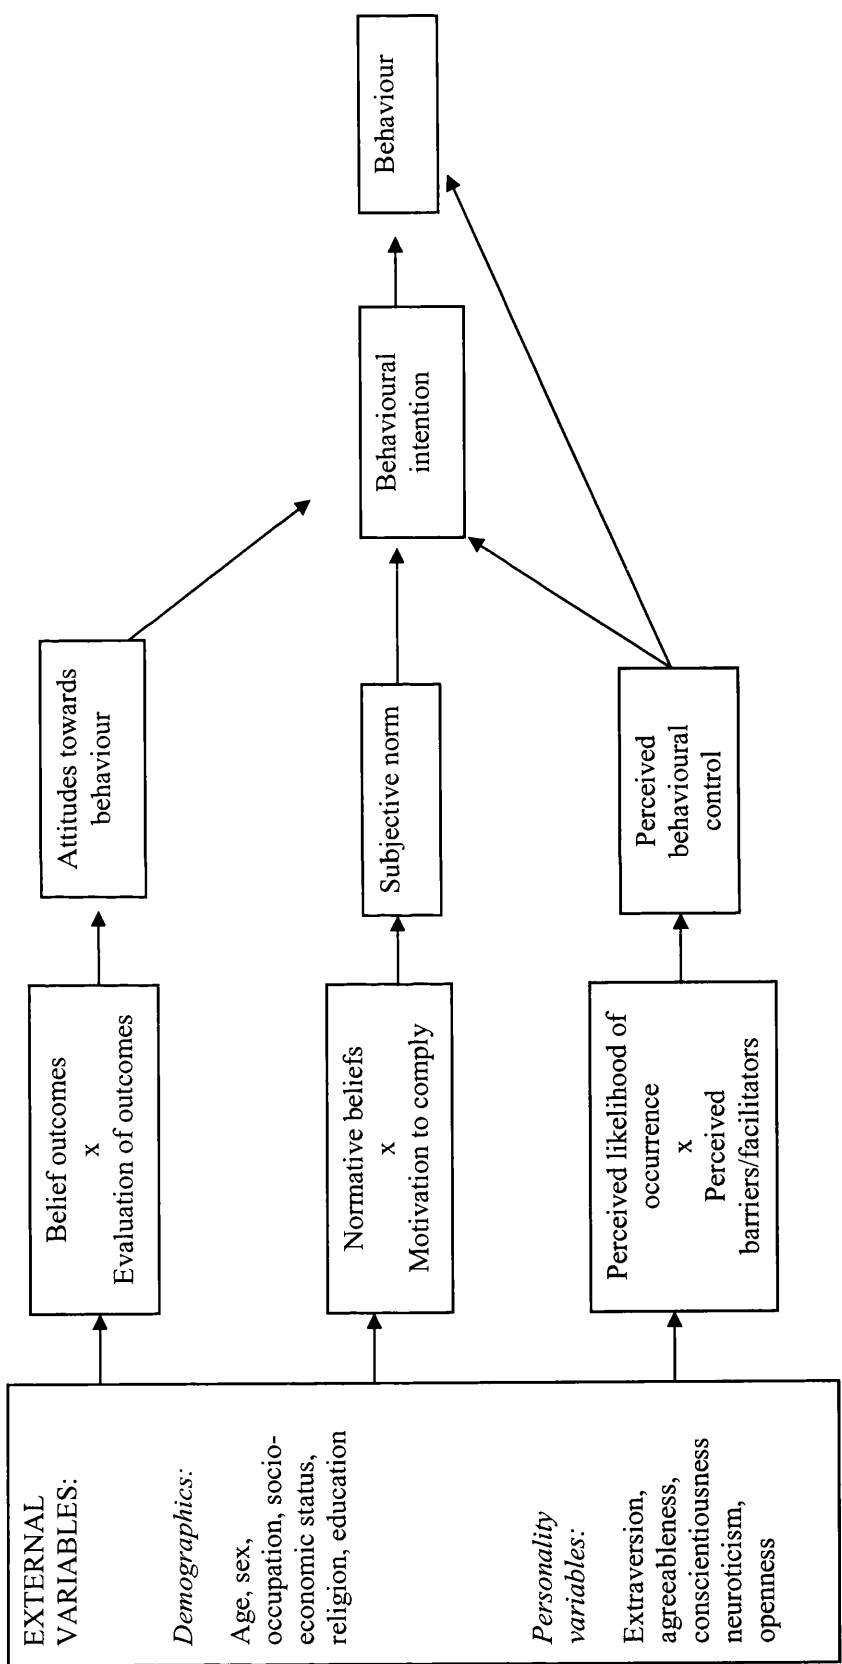 EXTERNAL
VARIABLES:
Demographics:
Age, sex,
occupation, socio-
economic status,
religion, education
Personality
variables:
Extraversion,
agreeableness,
conscientiousness
neuroticism,
openness
Belief outcomes
x
Evaluation of outcomes
Normative beliefs
x
Motivation to comply
Perceived likelihood of
occurrence
x
Perceived
barriers/facilitators
Attitudes towards
behaviour
Subjective norm
Perceived
behavioural
control
Behavioural
intention
Behaviour